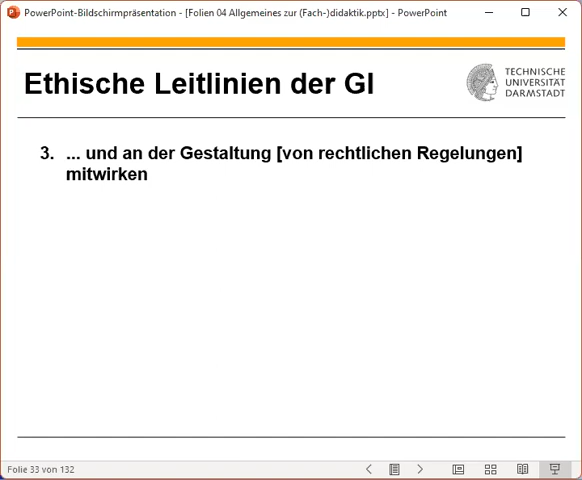 PowerPoint-Bildschirmpräsentation - [Folien 04 Allgemeines zur (Fach-)didaktik.pptx] - PowerPoint
Ethische Leitlinien der GI
TECHNISCHE
UNIVERSITÄT
DARMSTADT
3. ... und an der Gestaltung [von rechtlichen Regelungen]
mitwirken
Folie 33 von 132